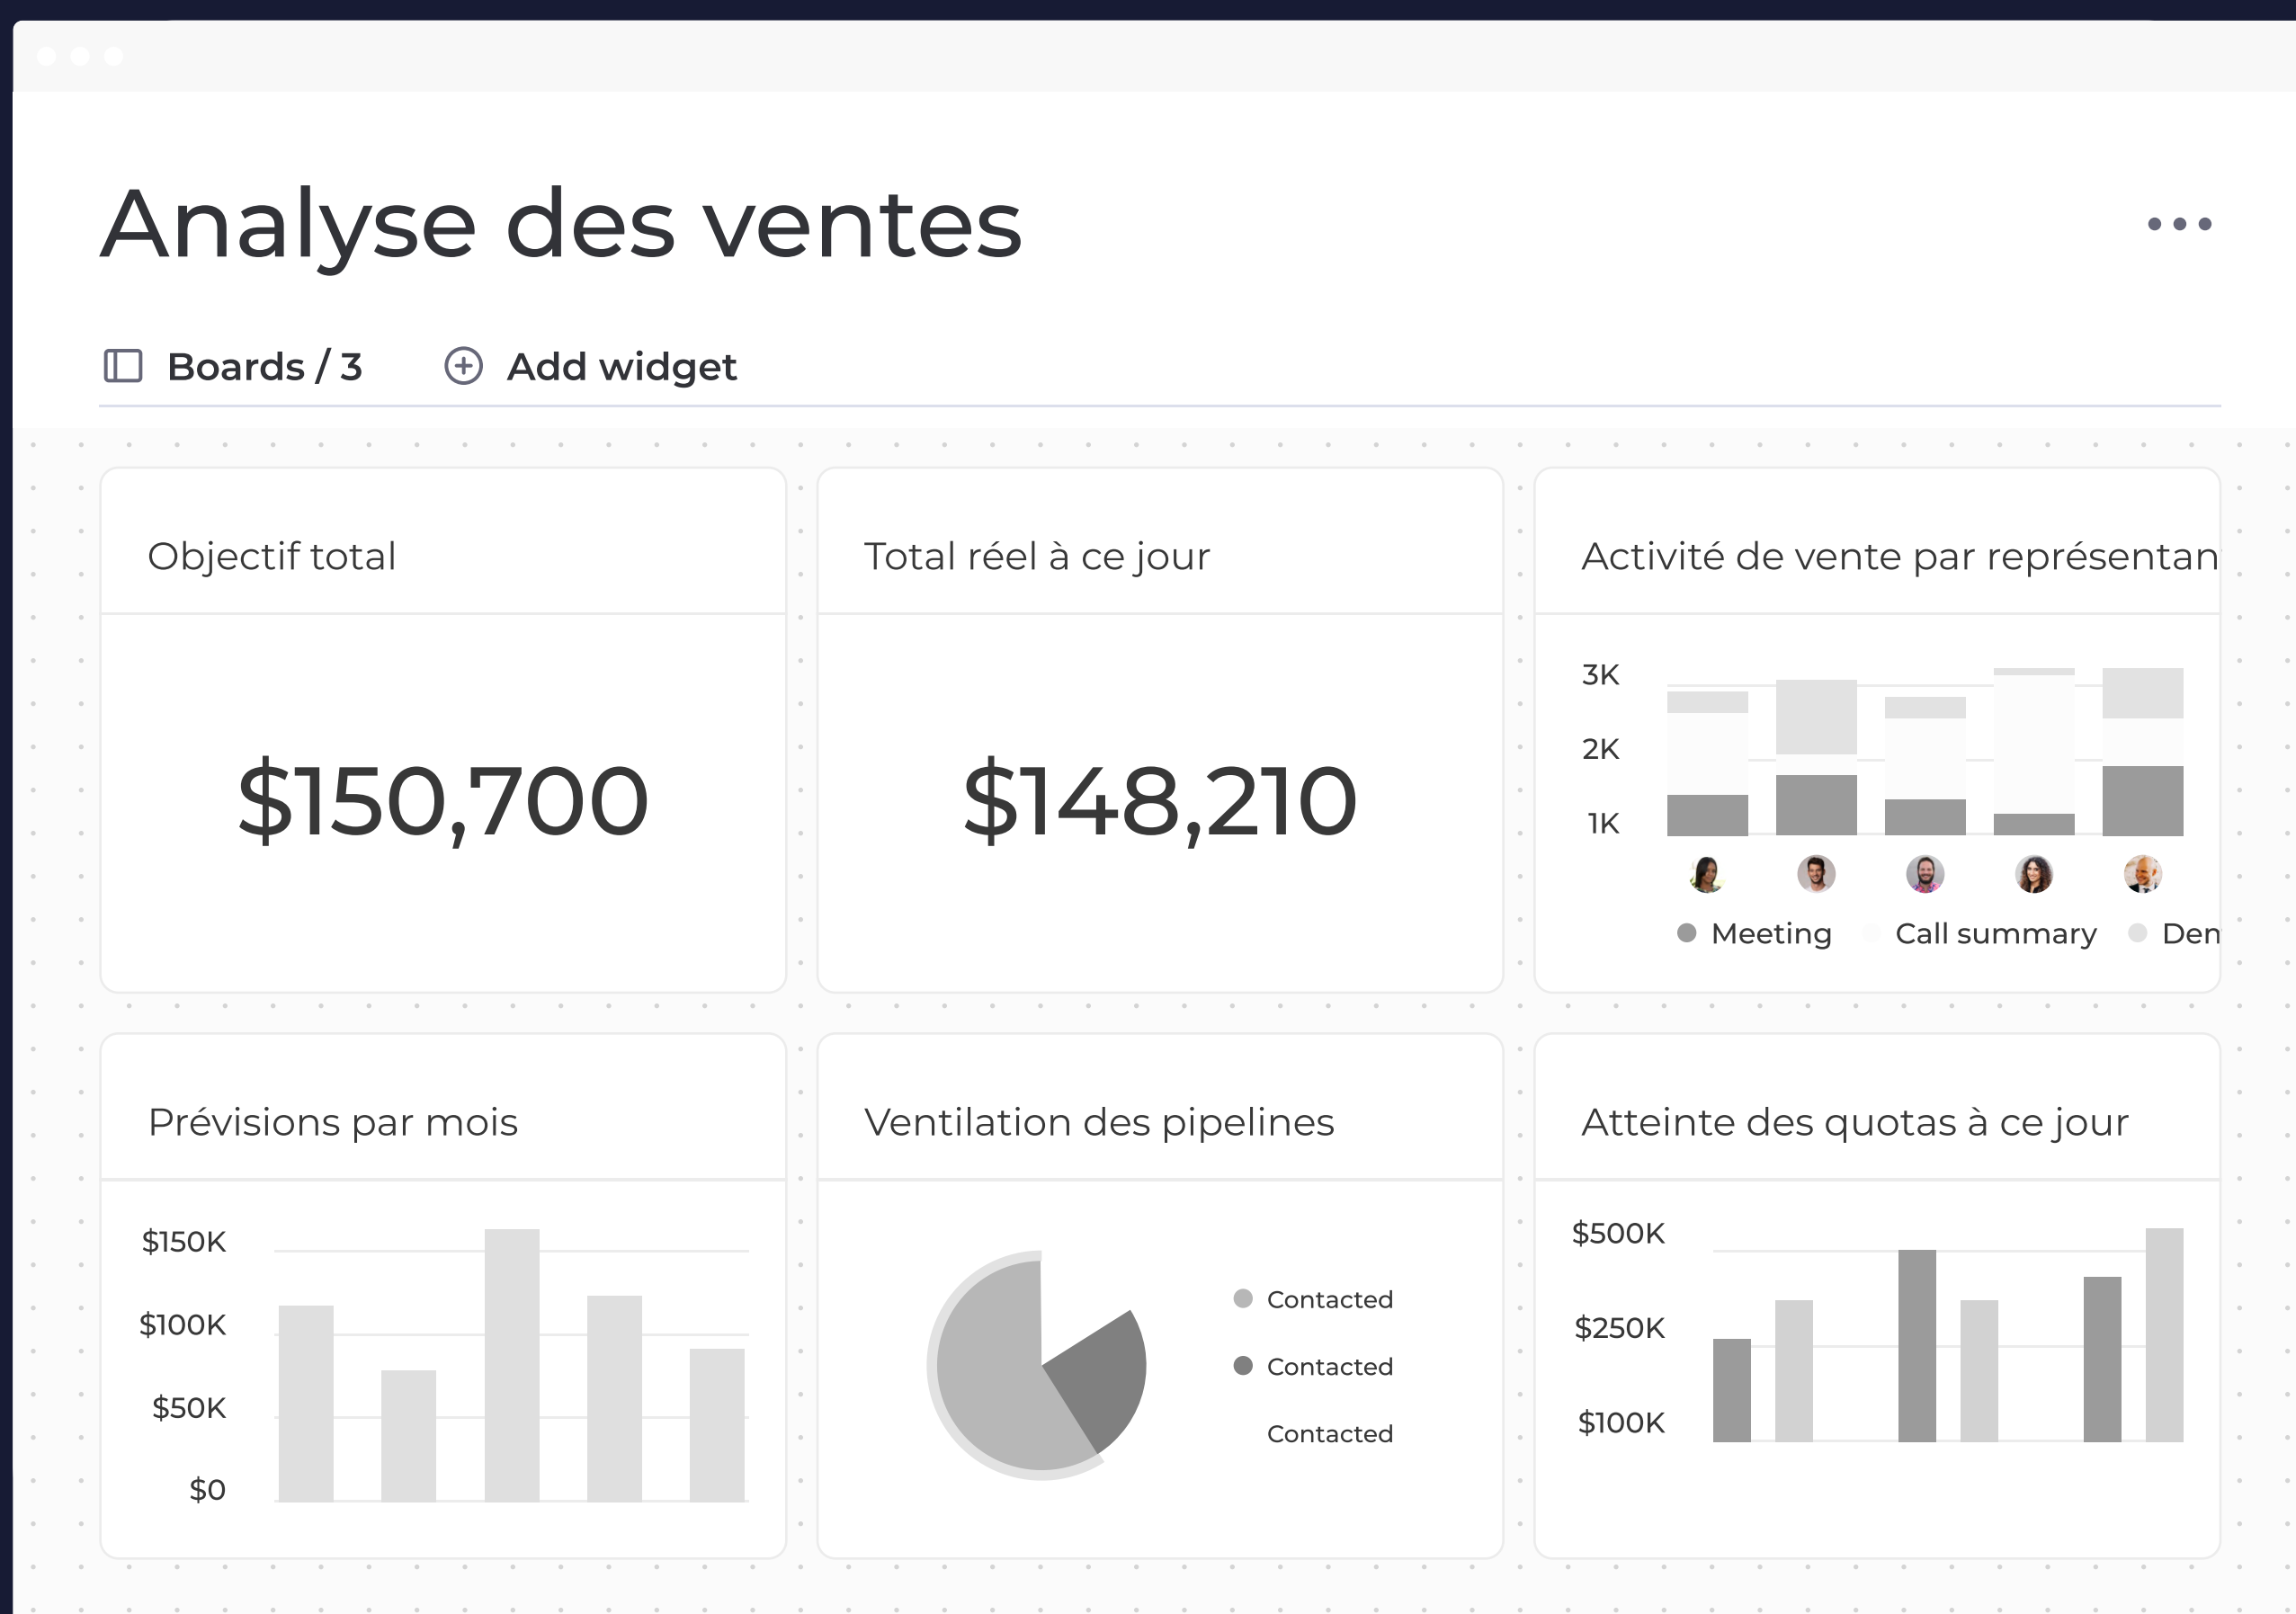 Analyse des ventes
Boards / 3
Add widget
Objectif total
$150,700
Total réel à ce jour
$148,210
Activité de vente par représentan
3K
2K
1K
Meeting
Call summary
Prévisions par mois
$150K
$100K
$50K
$0
Ventilation des pipelines
Contacted
Contacted
Contacted
Atteinte des quotas à ce jour
$500K
$250K
$100K